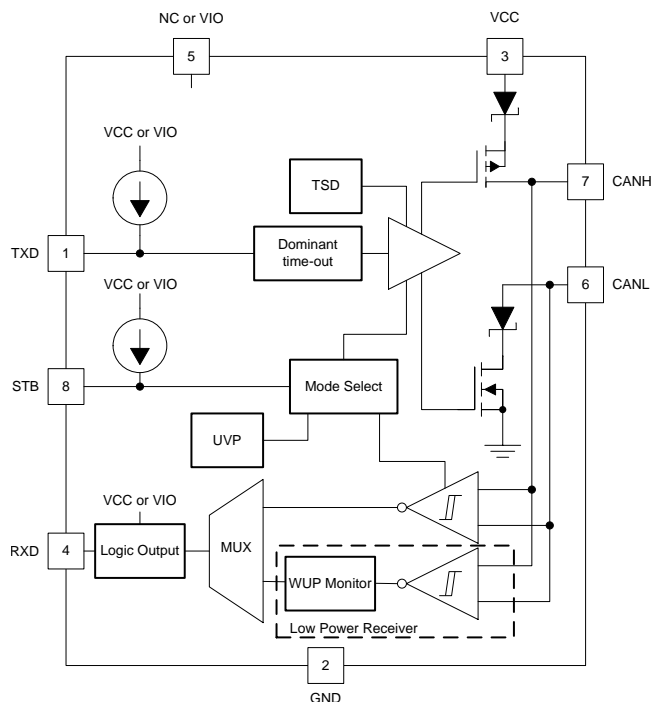 NC or VIO
VCC
5
3
VCC or VIO
TSD
7
CANH
TXD
1
Dominant
time-out
6
CANL
VCC or VIO
STB
8
Mode Select
UVP
VCC or VIO
RXD
4
Logic Output
MUX
WUP Monitor
Low Power Receiver
2
GND